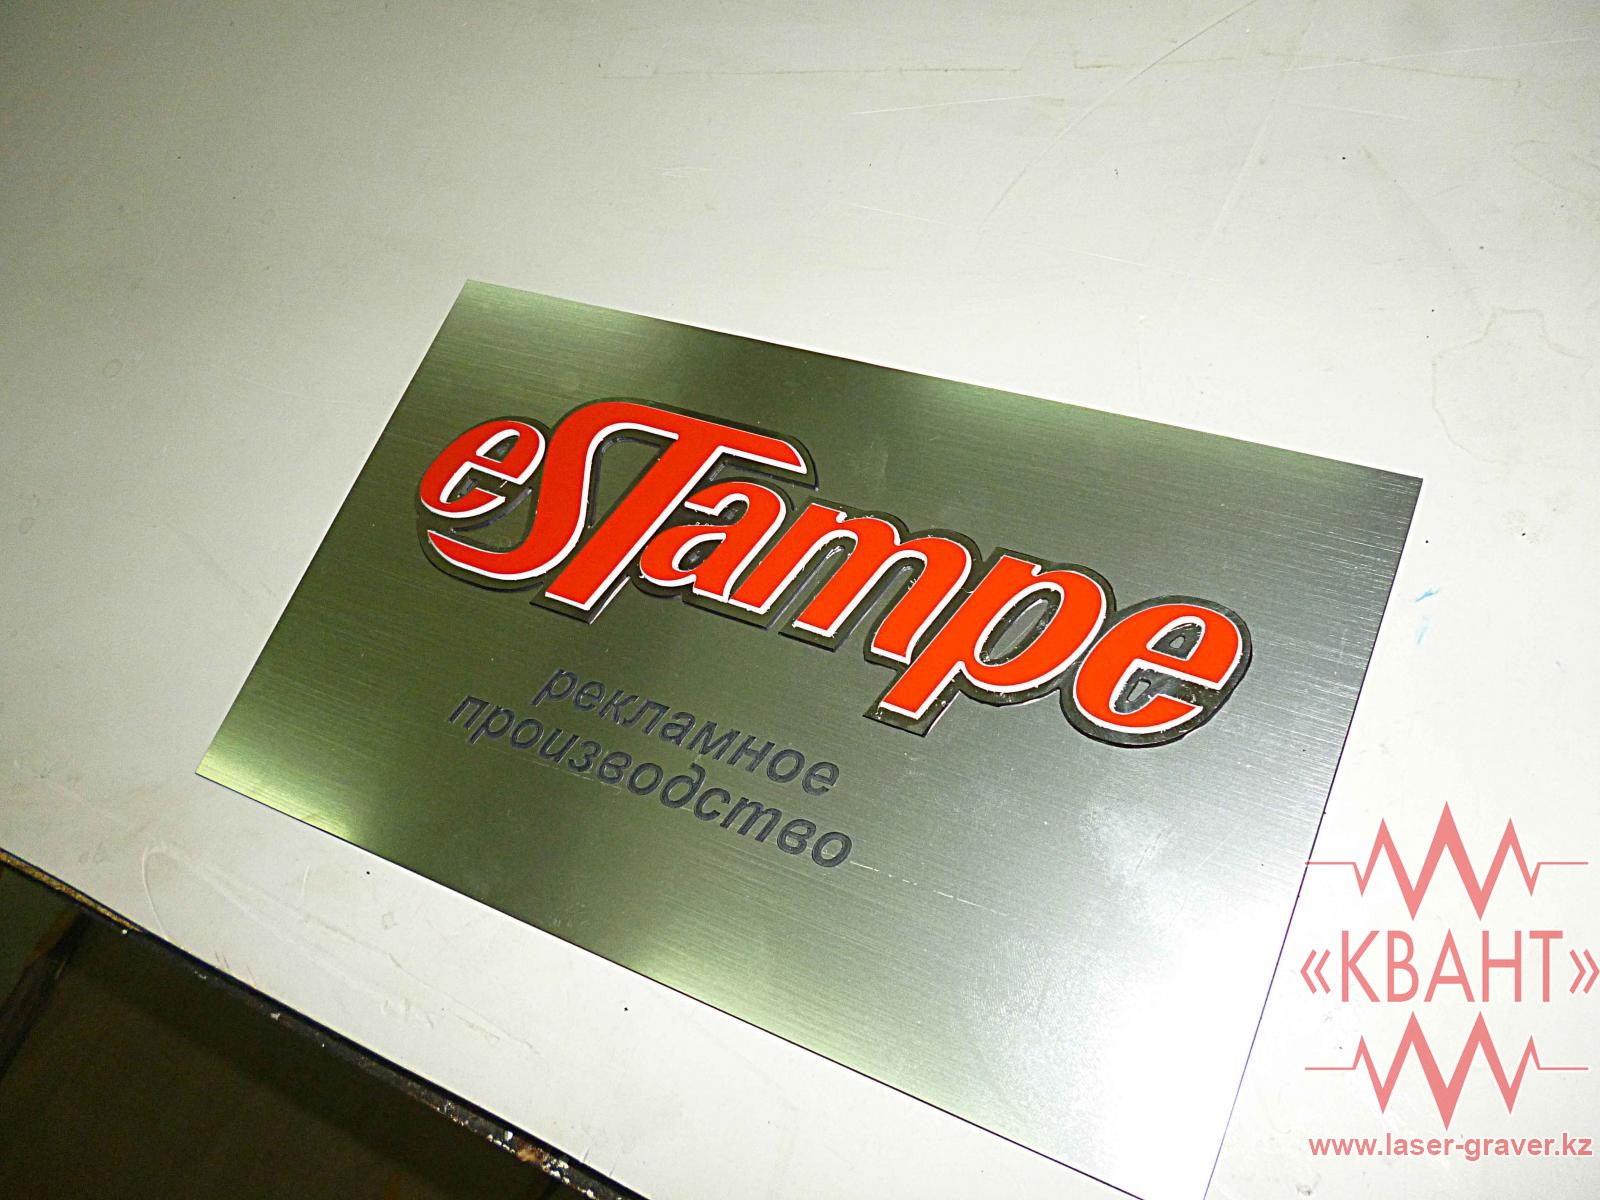 eSTampe
рекламное
производство
«КВАНТ»
www.laser-graver.kz